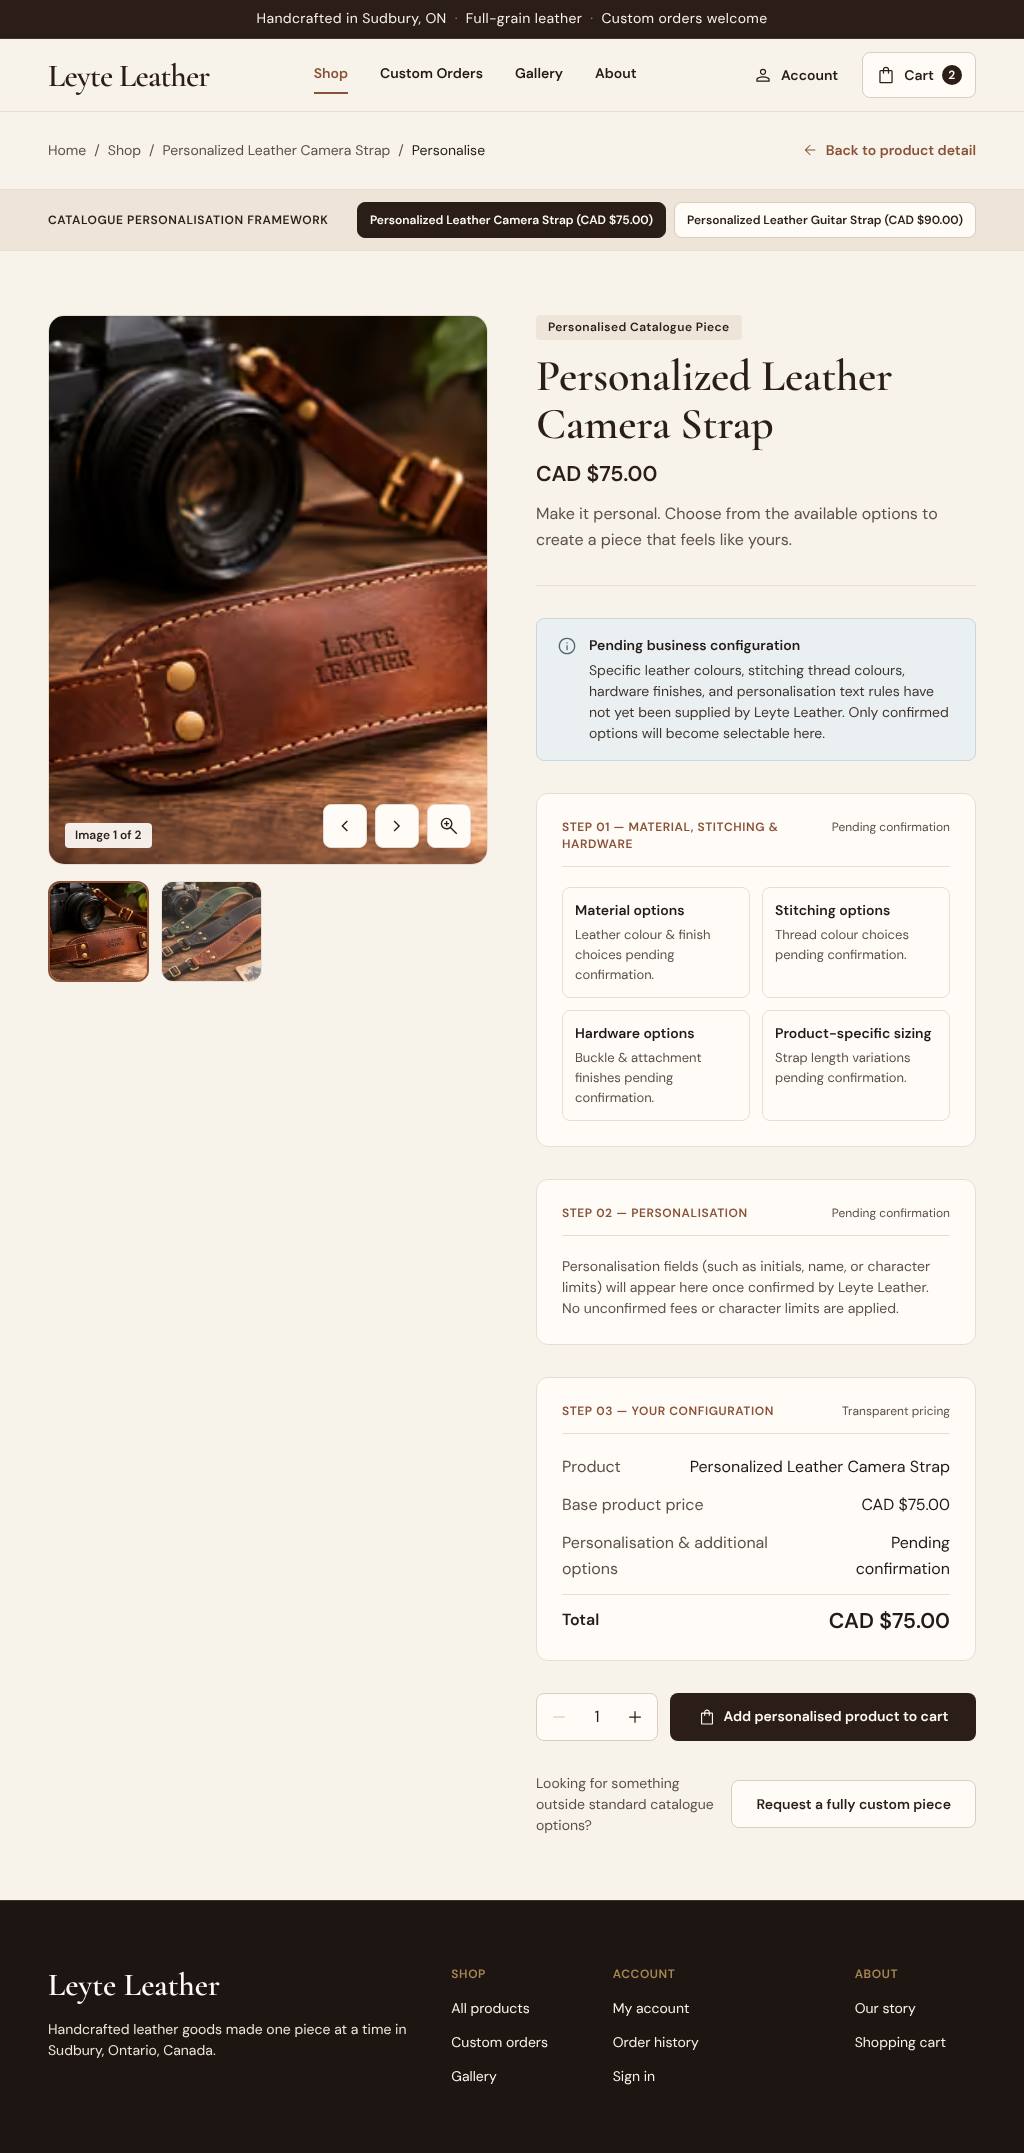 Handcrafted in Sudbury, ON · Full-grain leather · Custom orders welcome
Leyte Leather
Shop
Custom Orders
Gallery
About
Account
Cart 2
Home / Shop / Personalized Leather Camera Strap / Personalise
← Back to product detail
CATALOGUE PERSONALISATION FRAMEWORK
Personalized Leather Camera Strap (CAD $75.00)
Personalized Leather Guitar Strap (CAD $90.00)
LEYTE
LEATHER
Image 1 of 2
Personalised Catalogue Piece
Personalized Leather
Camera Strap
CAD $75.00
Make it personal. Choose from the available options to
create a piece that feels like yours.
Pending business configuration
Specific leather colours, stitching thread colours,
hardware finishes, and personalisation text rules have
not yet been supplied by Leyte Leather. Only confirmed
options will become selectable here.
STEP 01 — MATERIAL, STITCHING &
HARDWARE
Pending confirmation
Material options
Leather colour & finish
choices pending
confirmation.
Stitching options
Thread colour choices
pending confirmation.
Hardware options
Buckle & attachment
finishes pending
confirmation.
Product-specific sizing
Strap length variations
pending confirmation.
STEP 02 — PERSONALISATION
Pending confirmation
Personalisation fields (such as initials, name, or character
limits) will appear here once confirmed by Leyte Leather.
No unconfirmed fees or character limits are applied.
STEP 03 — YOUR CONFIGURATION
Transparent pricing
Product
Personalized Leather Camera Strap
Base product price
CAD $75.00
Personalisation & additional
options
Pending
confirmation
Total
CAD $75.00
— 1 +
Add personalised product to cart
Looking for something
outside standard catalogue
options?
Request a fully custom piece
Leyte Leather
Handcrafted leather goods made one piece at a time in
Sudbury, Ontario, Canada.
SHOP
All products
Custom orders
Gallery
ACCOUNT
My account
Order history
Sign in
ABOUT
Our story
Shopping cart